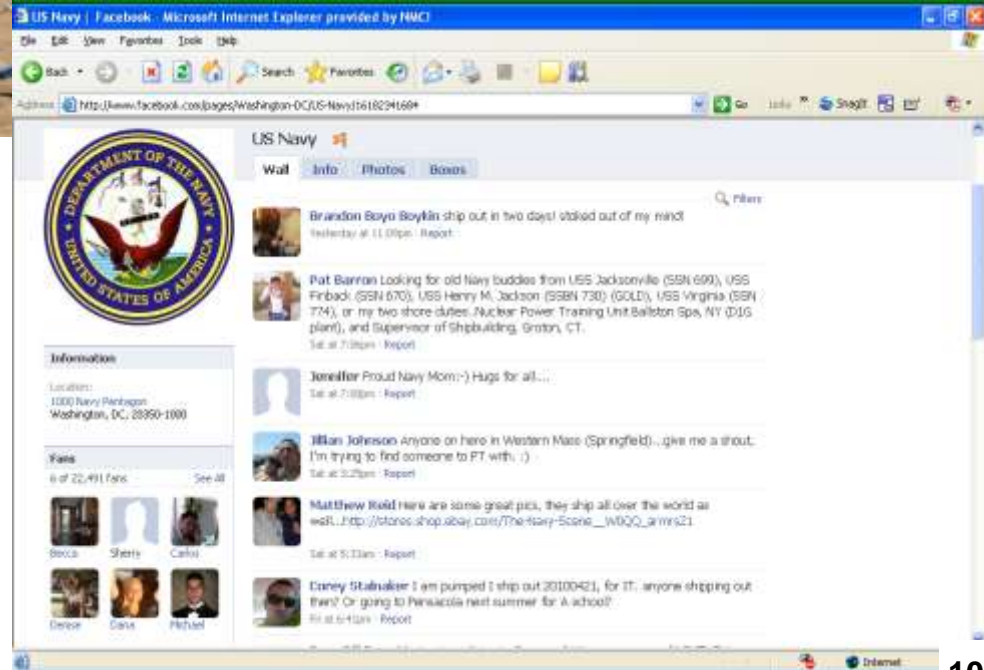 US Navy | Facebook - Microsoft Internet Explorer provided by NMCI
File Edit View Favorites Tools Help
Back Search Favorites
Address http://www.facebook.com/pages/Washington-DC/US-Navy/ Go Links » SnagIt
DEPARTMENT OF THE NAVY
UNITED STATES OF AMERICA
US Navy
Wall Info Photos Boxes
Filters
Brandon Boyo Boykin ship out in two days! stoked out of my mind!
Yesterday at 11:09pm · Report
Pat Barron Looking for old Navy buddies from USS Jacksonville (SSN 699), USS
Finback (SSN 670), USS Henry M. Jackson (SSBN 730) (GOLD), USS Virginia (SSN
774), or my two shore duties..Nuclear Power Training Unit Ballston Spa, NY (D1G
plant), and Supervisor of Shipbuilding, Groton, CT.
Sat at 7:06pm · Report
Jennifer Proud Navy Mom:-) Hugs for all....
Sat at 7:00pm · Report
Jillian Johnson Anyone on here in Western Mass (Springfield)...give me a shout,
I'm trying to find someone to PT with. :)
Sat at 3:25pm · Report
Matthew Reid Here are some great pics, they ship all over the world as
well...http://stores.shop.ebay.com/The-Navy-Scene__W0QQ_armrsZ1
Sat at 5:33am · Report
Corey Stalnaker I am pumped I ship out 20100421, for IT. anyone shipping out
then? Or going to Pensacola next summer for A school?
Fri at 6:41pm · Report
Information
Location:
1000 Navy Pentagon
Washington, DC, 20350-1000
Fans
6 of 22,491 fans See All
Becca Sherry Carlos
Denise Dana Michael
Internet